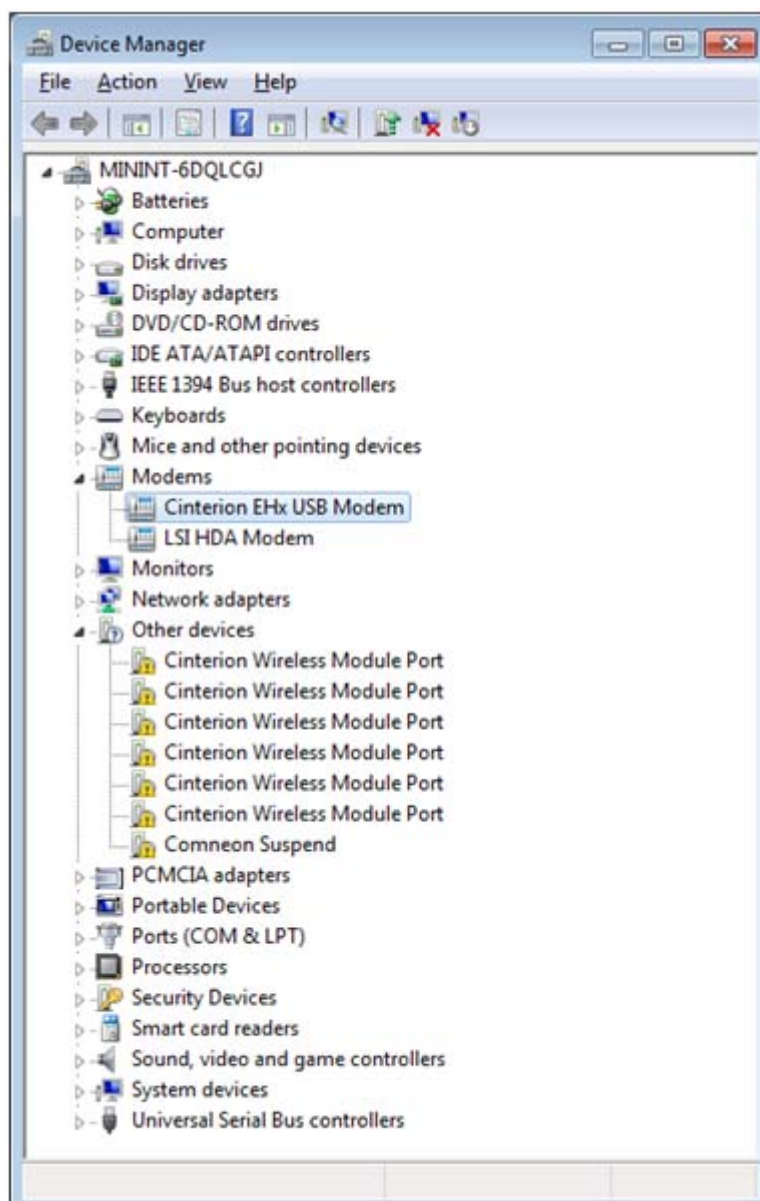 Device Manager
File Action View Help
MININT-6DQLCGJ
Batteries
Computer
Disk drives
Display adapters
DVD/CD-ROM drives
IDE ATA/ATAPI controllers
IEEE 1394 Bus host controllers
Keyboards
Mice and other pointing devices
Modems
Cinterion EHx USB Modem
LSI HDA Modem
Monitors
Network adapters
Other devices
Cinterion Wireless Module Port
Cinterion Wireless Module Port
Cinterion Wireless Module Port
Cinterion Wireless Module Port
Cinterion Wireless Module Port
Cinterion Wireless Module Port
Comneon Suspend
PCMCIA adapters
Portable Devices
Ports (COM & LPT)
Processors
Security Devices
Smart card readers
Sound, video and game controllers
System devices
Universal Serial Bus controllers